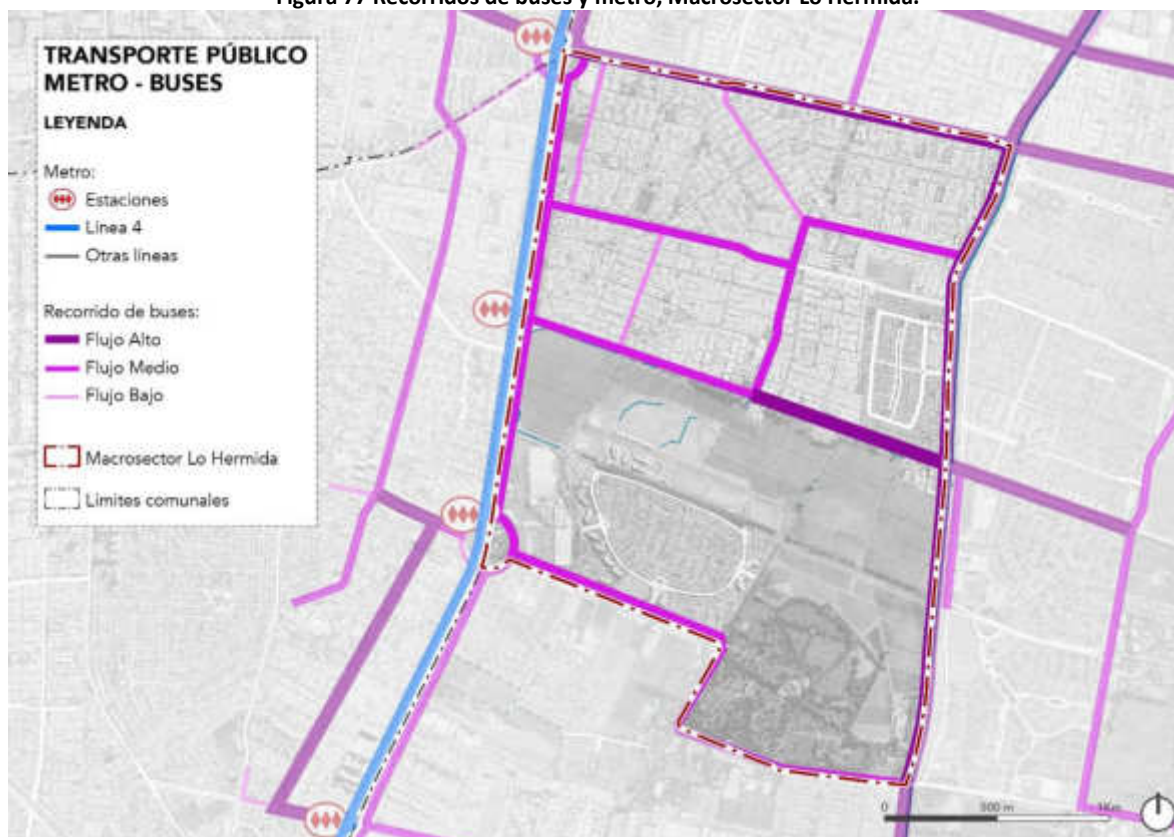 Figura 77 Recorridos de buses y metro, Macrosector Lo Hermida.
TRANSPORTE PÚBLICO
METRO - BUSES
LEYENDA
Metro:
Estaciones
Línea 4
Otras líneas
Recorrido de buses:
Flujo Alto
Flujo Medio
Flujo Bajo
Macrosector Lo Hermida
Límites comunales
0 500 m 1Km